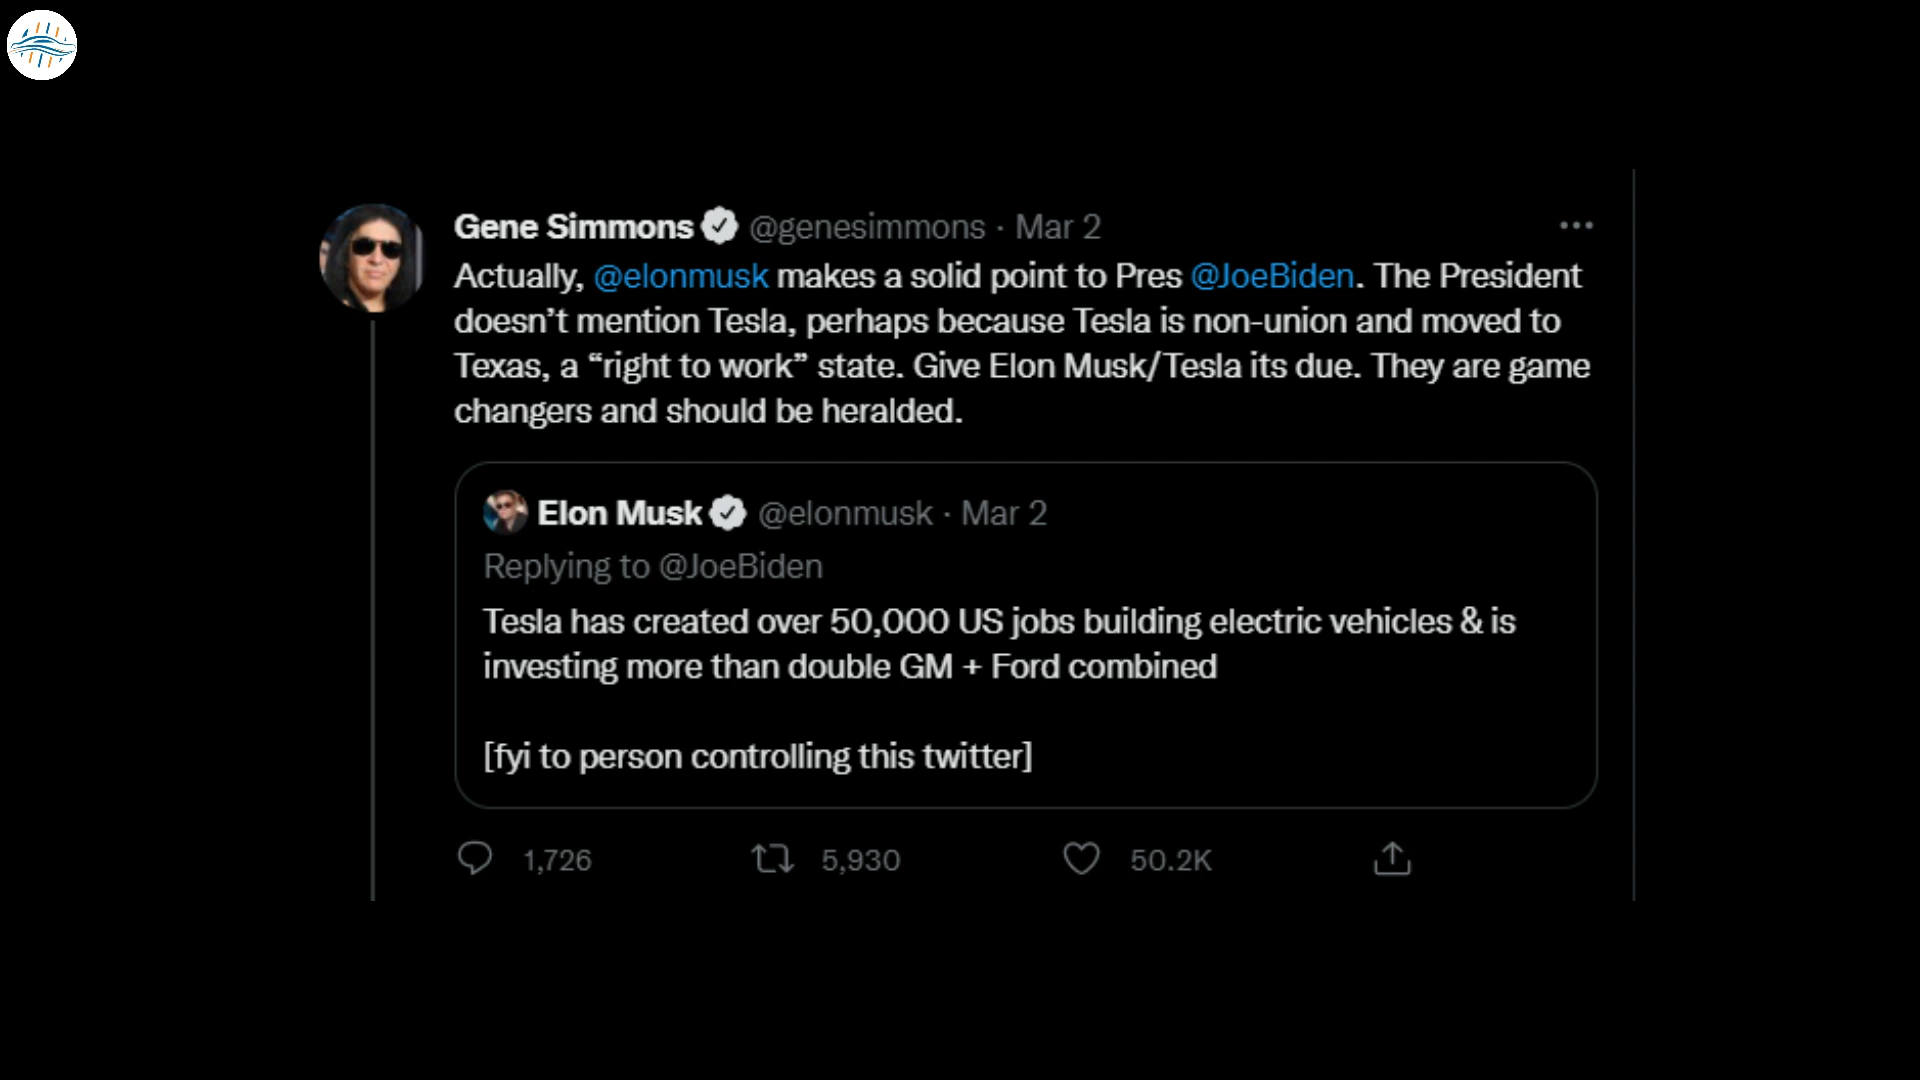 Gene Simmons @genesimmons · Mar 2
Actually, @elonmusk makes a solid point to Pres @JoeBiden. The President
doesn’t mention Tesla, perhaps because Tesla is non-union and moved to
Texas, a “right to work” state. Give Elon Musk/Tesla its due. They are game
changers and should be heralded.
Elon Musk @elonmusk · Mar 2
Replying to @JoeBiden
Tesla has created over 50,000 US jobs building electric vehicles & is
investing more than double GM + Ford combined
[fyi to person controlling this twitter]
1,726 5,930 50.2K